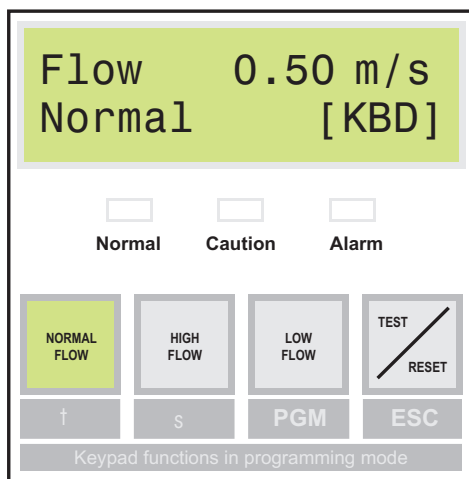 Flow 0.50 m/s
Normal [KBD]
Normal Caution Alarm
NORMAL FLOW
HIGH FLOW
LOW FLOW
TEST / RESET
† s PGM ESC
Keypad functions in programming mode